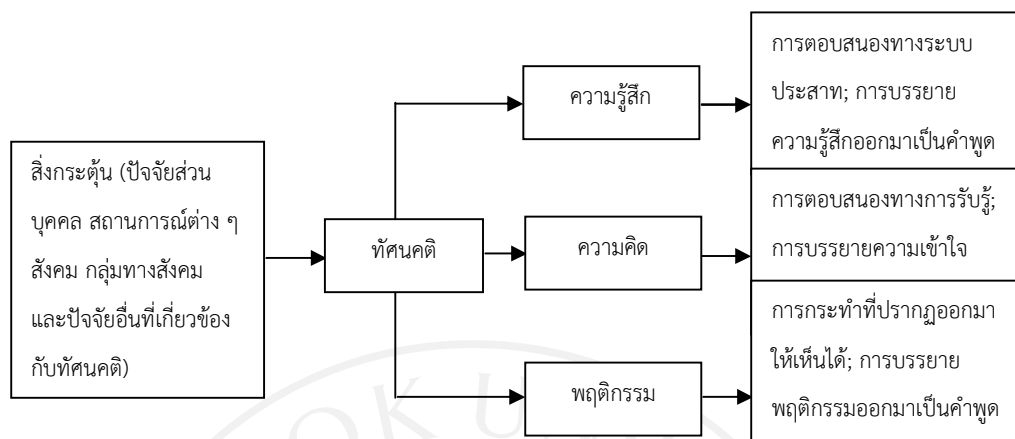 สิ่งกระตุ้น (ปัจจัยส่วน
บุคคล สถานการณ์ต่าง ๆ
สังคม กลุ่มทางสังคม
และปัจจัยอื่นที่เกี่ยวข้อง
กับทัศนคติ)
ทัศนคติ
ความรู้สึก
การตอบสนองทางระบบ
ประสาท; การบรรยาย
ความรู้สึกออกมาเป็นคำพูด
ความคิด
การตอบสนองทางการรับรู้;
การบรรยายความเข้าใจ
พฤติกรรม
การกระทำที่ปรากฏออกมา
ให้เห็นได้; การบรรยาย
พฤติกรรมออกมาเป็นคำพูด